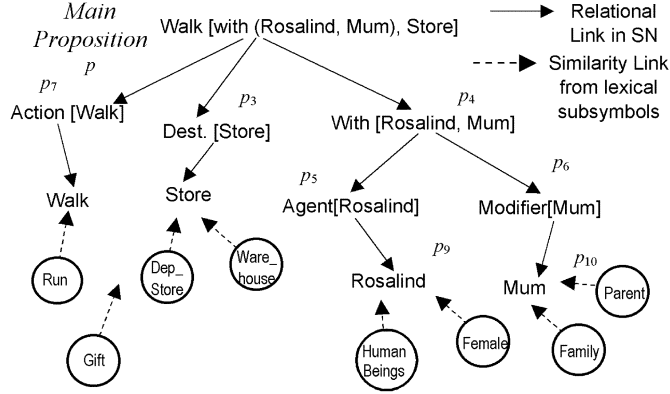 Main
Proposition
p
Walk [with (Rosalind, Mum), Store]
Relational
Link in SN
Similarity Link
from lexical
subsymbols
p7
Action [Walk]
p3
Dest. [Store]
p4
With [Rosalind, Mum]
p5
Agent[Rosalind]
p6
Modifier[Mum]
Walk
Store
p9
Rosalind
p10
Mum
Run
Dep_
Store
Ware_
house
Gift
Human
Beings
Female
Family
Parent